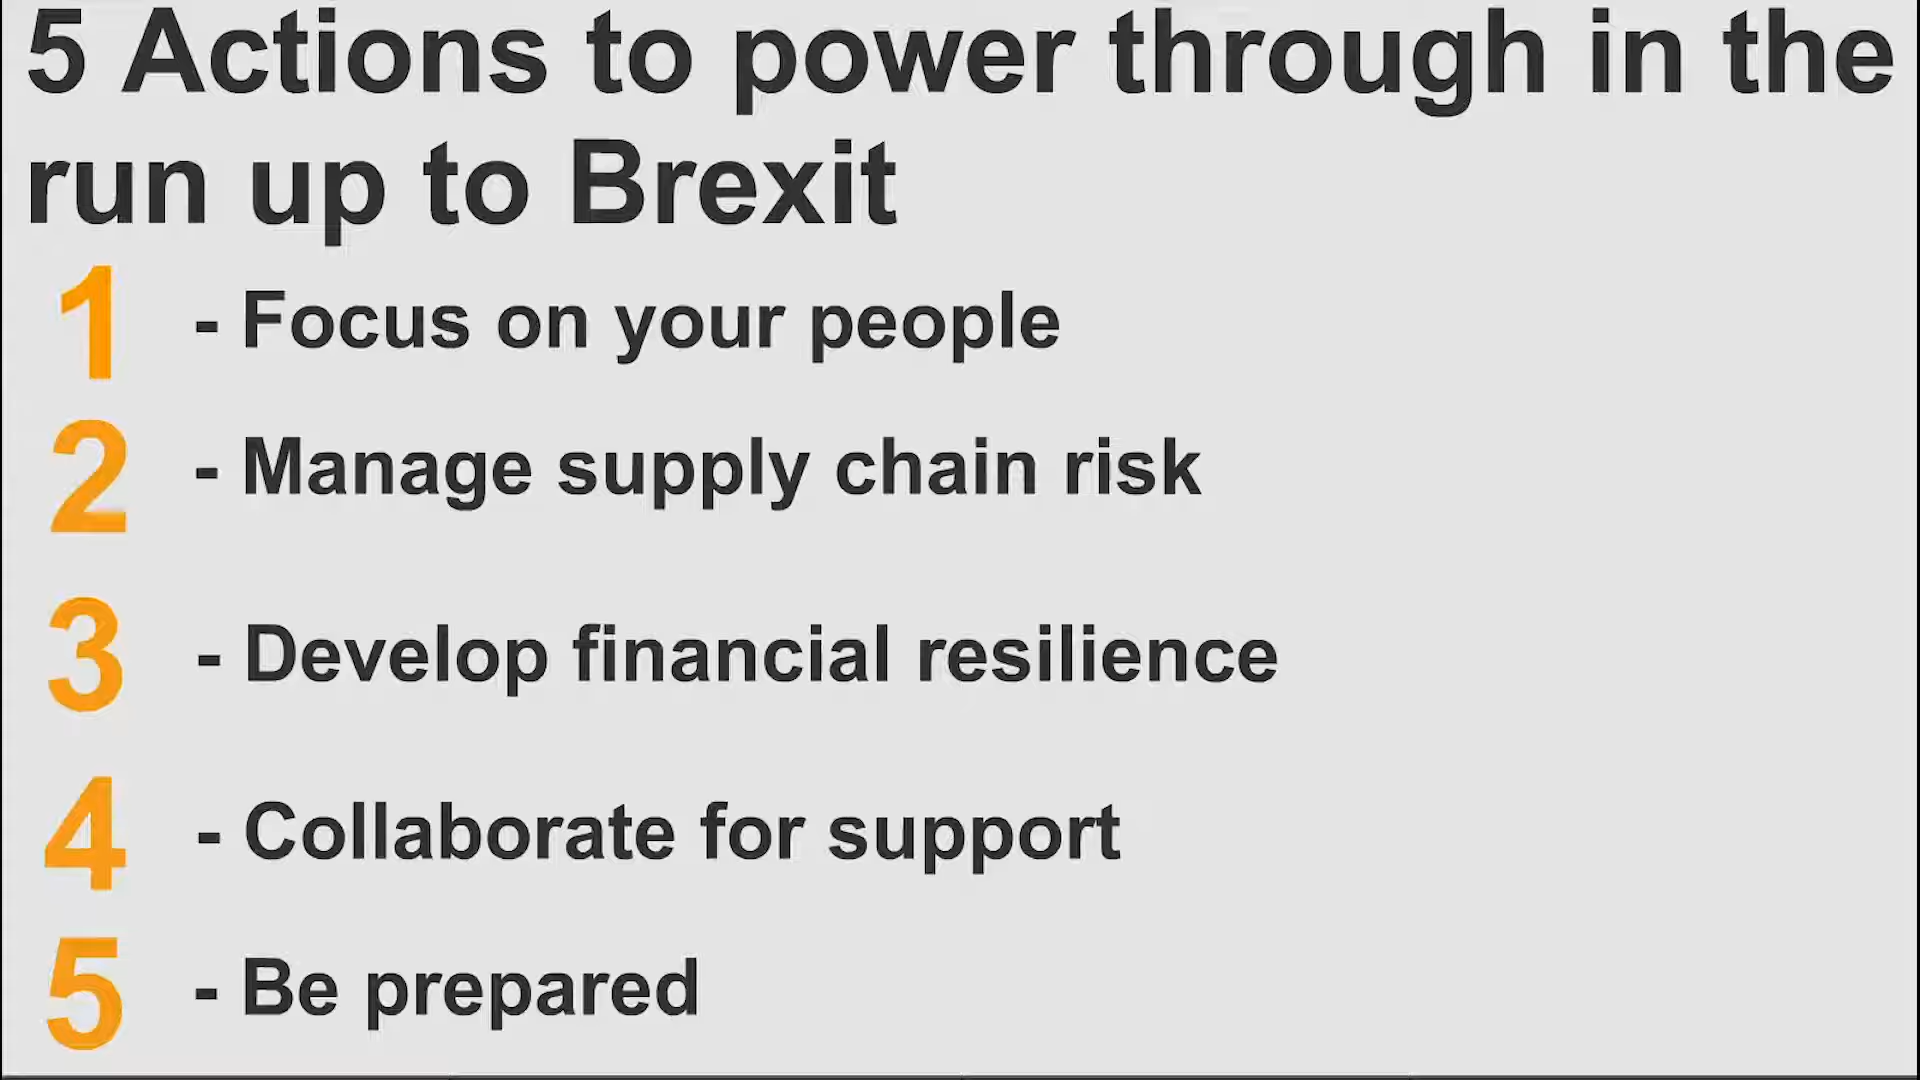 5 Actions to power through in the
run up to Brexit
1 - Focus on your people
2 - Manage supply chain risk
3 - Develop financial resilience
4 - Collaborate for support
5 - Be prepared